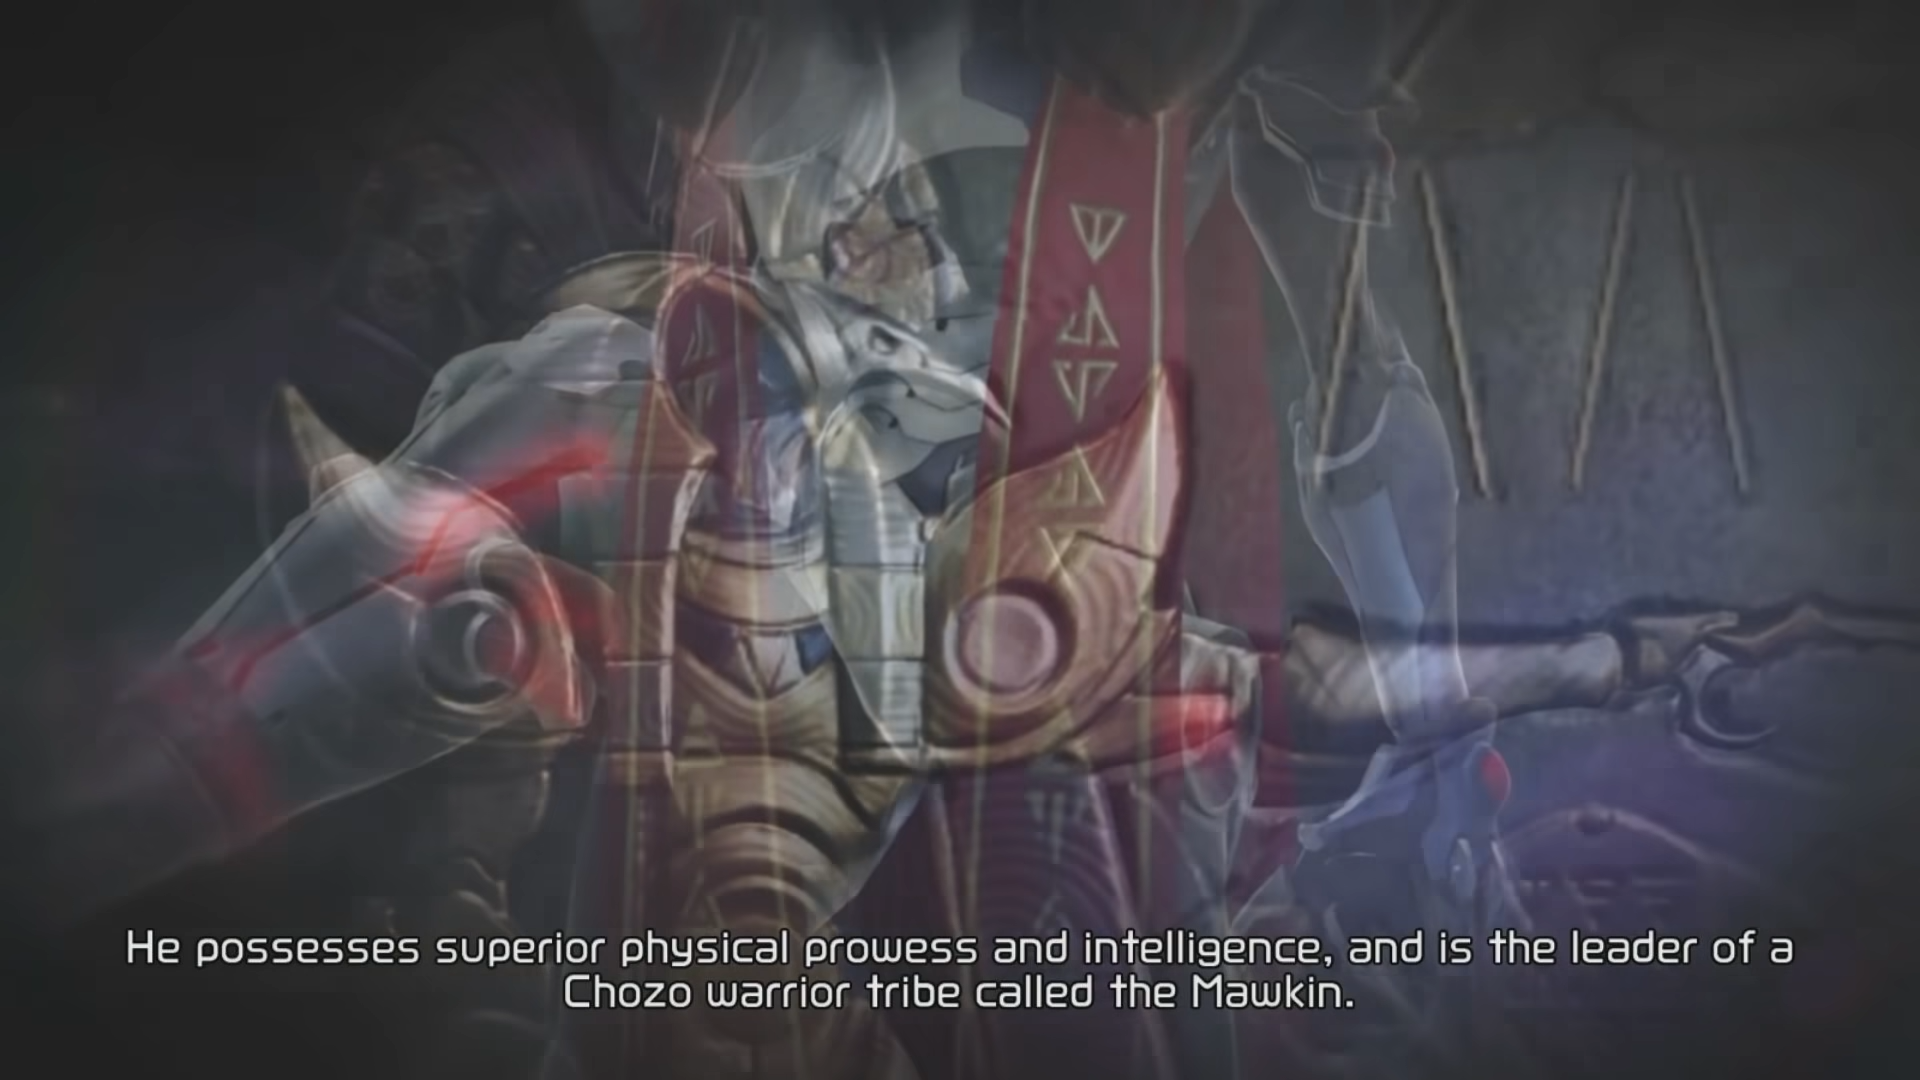 He possesses superior physical prowess and intelligence, and is the leader of a
Chozo warrior tribe called the Mawkin.